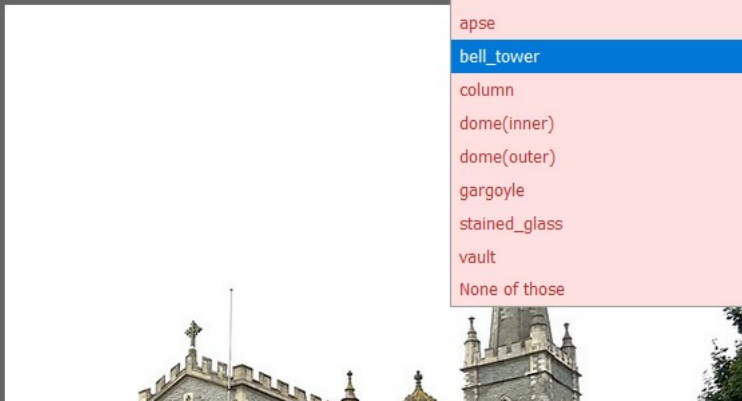 apse
bell_tower
column
dome(inner)
dome(outer)
gargoyle
stained_glass
vault
None of those